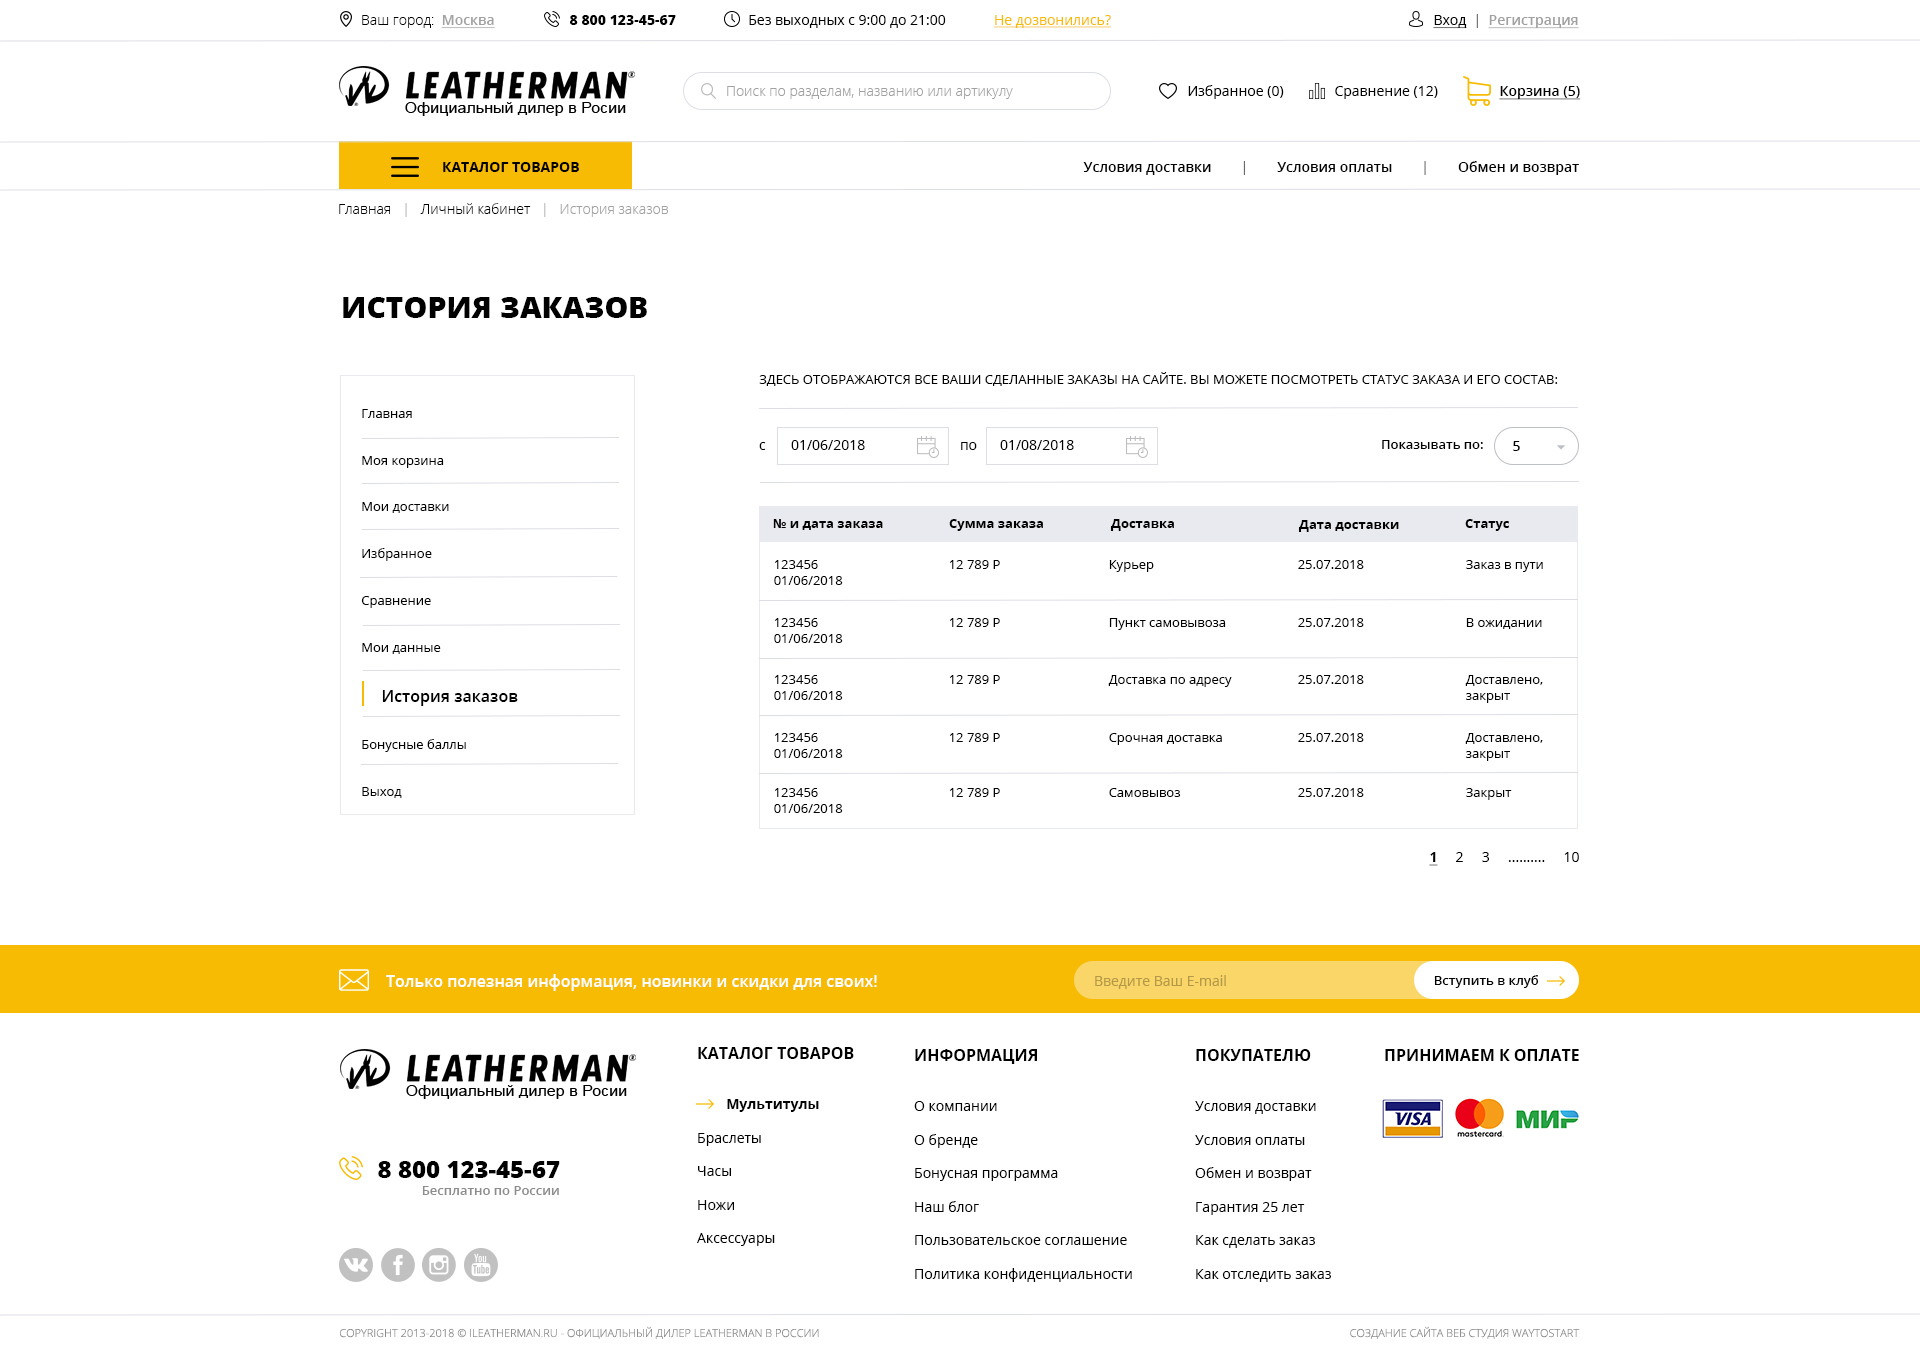 Ваш город: Москва
8 800 123-45-67
Без выходных с 9:00 до 21:00
Не дозвонились?
Вход | Регистрация
LEATHERMAN®
Официальный дилер в Росии
Поиск по разделам, названию или артикулу
Избранное (0)
Сравнение (12)
Корзина (5)
КАТАЛОГ ТОВАРОВ
Условия доставки | Условия оплаты | Обмен и возврат
Главная | Личный кабинет | История заказов
ИСТОРИЯ ЗАКАЗОВ
Главная
Моя корзина
Мои доставки
Избранное
Сравнение
Мои данные
История заказов
Бонусные баллы
Выход
ЗДЕСЬ ОТОБРАЖАЮТСЯ ВСЕ ВАШИ СДЕЛАННЫЕ ЗАКАЗЫ НА САЙТЕ. ВЫ МОЖЕТЕ ПОСМОТРЕТЬ СТАТУС ЗАКАЗА И ЕГО СОСТАВ:
с 01/06/2018 по 01/08/2018
Показывать по: 5
№ и дата заказа Сумма заказа Доставка Дата доставки Статус
123456 12 789 Р Курьер 25.07.2018 Заказ в пути
01/06/2018
123456 12 789 Р Пункт самовывоза 25.07.2018 В ожидании
01/06/2018
123456 12 789 Р Доставка по адресу 25.07.2018 Доставлено,
01/06/2018 закрыт
123456 12 789 Р Срочная доставка 25.07.2018 Доставлено,
01/06/2018 закрыт
123456 12 789 Р Самовывоз 25.07.2018 Закрыт
01/06/2018
1 2 3 .......... 10
Только полезная информация, новинки и скидки для своих!
Введите Ваш E-mail
Вступить в клуб
LEATHERMAN®
Официальный дилер в Росии
8 800 123-45-67
Бесплатно по России
You
Tube
КАТАЛОГ ТОВАРОВ
Мультитулы
Браслеты
Часы
Ножи
Аксессуары
ИНФОРМАЦИЯ
О компании
О бренде
Бонусная программа
Наш блог
Пользовательское соглашение
Политика конфиденциальности
ПОКУПАТЕЛЮ
Условия доставки
Условия оплаты
Обмен и возврат
Гарантия 25 лет
Как сделать заказ
Как отследить заказ
ПРИНИМАЕМ К ОПЛАТЕ
VISA
mastercard.
МИР
COPYRIGHT 2013-2018 © ILEATHERMAN.RU - ОФИЦИАЛЬНЫЙ ДИЛЕР LEATHERMAN В РОССИИ
СОЗДАНИЕ САЙТА ВЕБ СТУДИЯ WAYTOSTART